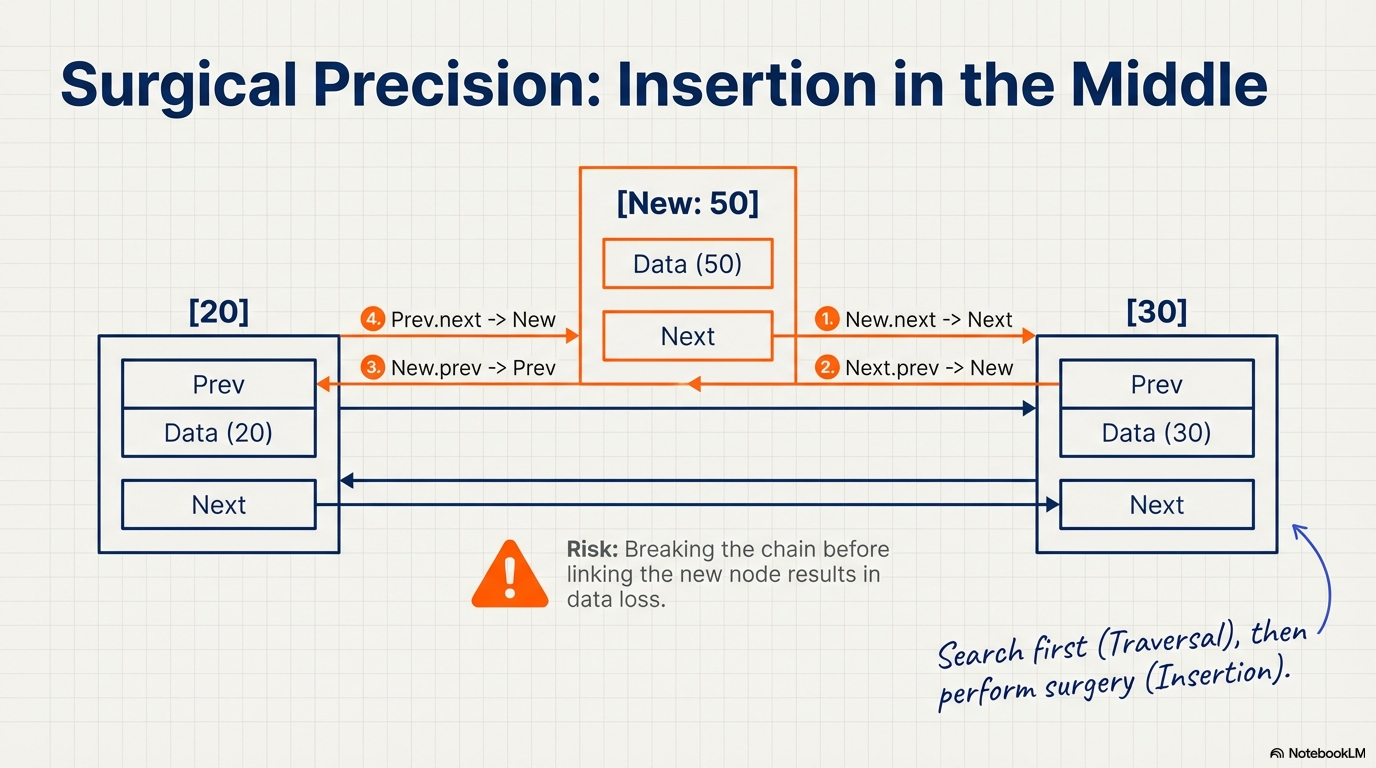 Surgical Precision: Insertion in the Middle
[New: 50]
Data (50)
Next
[20]
4. Prev.next -> New
3. New.prev -> Prev
1. New.next -> Next
2. Next.prev -> New
[30]
Prev
Data (20)
Next
Prev
Data (30)
Next
Risk: Breaking the chain before
linking the new node results in
data loss.
Search first (Traversal), then
perform surgery (Insertion).
NotebookLM